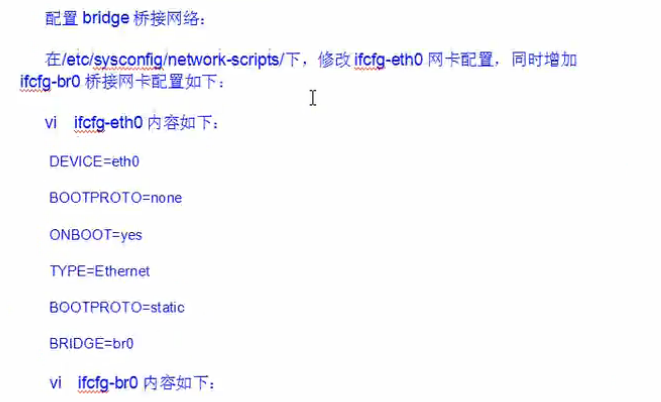 配置 bridge 桥接网络：
在/etc/sysconfig/network-scripts/下，修改 ifcfg-eth0 网卡配置，同时增加
ifcfg-br0 桥接网卡配置如下：
vi ifcfg-eth0 内容如下：
DEVICE=eth0
BOOTPROTO=none
ONBOOT=yes
TYPE=Ethernet
BOOTPROTO=static
BRIDGE=br0
vi ifcfg-br0 内容如下：